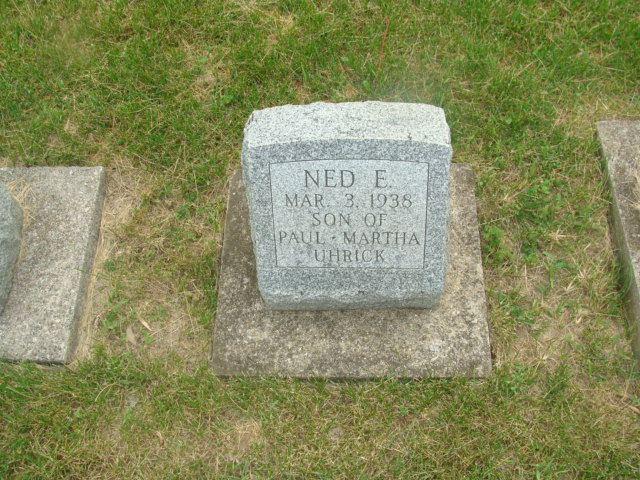 NED E.
MAR. 3, 1938
SON OF
PAUL - MARTHA
UHRICK